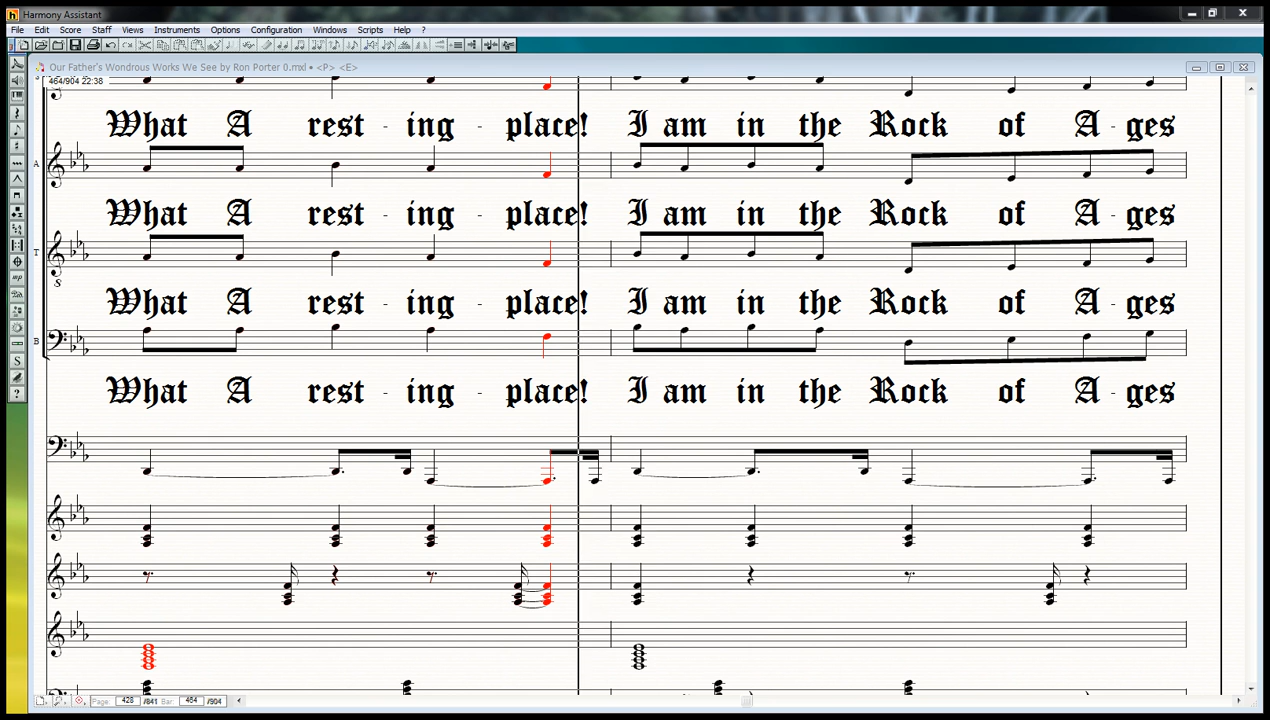 Harmony Assistant
File Edit Score Staff Views Instruments Options Configuration Windows Scripts Help ?
Our Father's Wondrous Works We See by Ron Porter 0.mxl • <P> <E>
464/904 22:38
What A rest - ing - place! I am in the Rock of A - ges
A
What A rest - ing - place! I am in the Rock of A - ges
T
8
What A rest - ing - place! I am in the Rock of A - ges
B
What A rest - ing - place! I am in the Rock of A - ges
Page: 428 /841 Bar: 464 /904